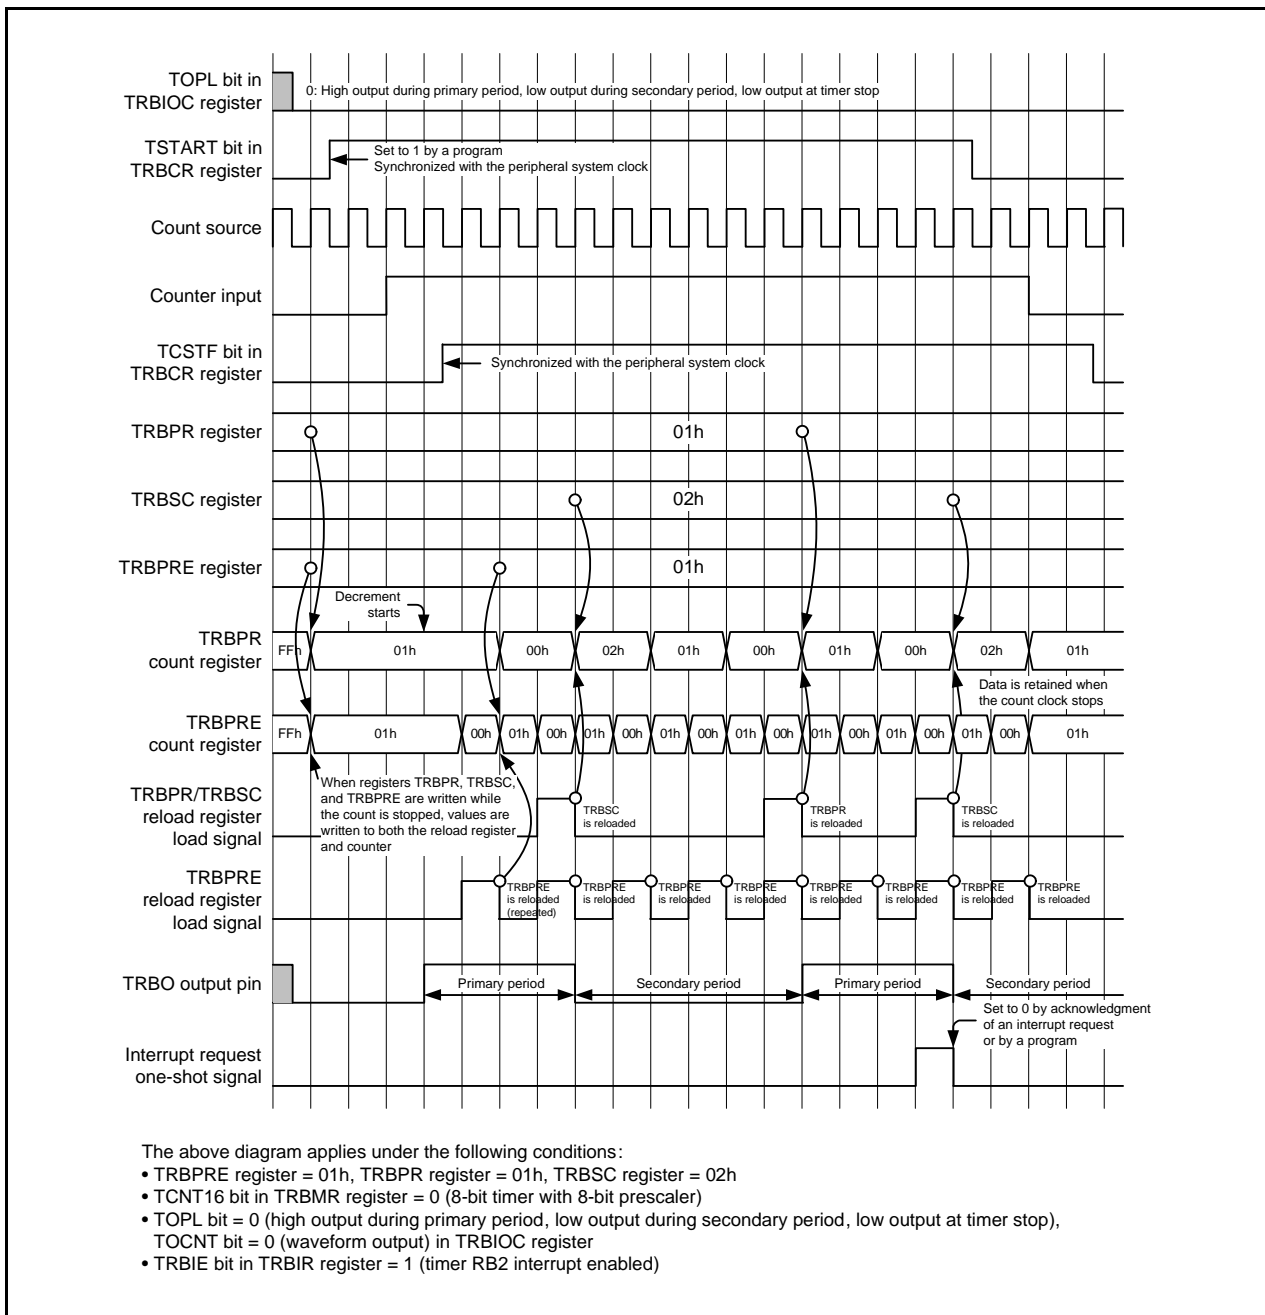 TOPL bit in
TRBIOC register
0: High output during primary period, low output during secondary period, low output at timer stop
TSTART bit in
TRBCR register
Set to 1 by a program
Synchronized with the peripheral system clock
Count source
Counter input
TCSTF bit in
TRBCR register
Synchronized with the peripheral system clock
TRBPR register
01h
TRBSC register
02h
TRBPRE register
01h
Decrement
starts
TRBPR
count register
FFh 01h 00h 02h 01h 00h 01h 00h 02h 01h
Data is retained when
the count clock stops
TRBPRE
count register
FFh 01h 00h 01h 00h 01h 00h 01h 00h 01h 00h 01h 00h 01h 00h 01h 00h 01h
When registers TRBPR, TRBSC,
and TRBPRE are written while
the count is stopped, values are
written to both the reload register
and counter
TRBPR/TRBSC
reload register
load signal
TRBSC
is reloaded
TRBPR
is reloaded
TRBSC
is reloaded
TRBPRE
reload register
load signal
TRBPRE
is reloaded
(repeated)
TRBPRE
is reloaded
TRBPRE
is reloaded
TRBPRE
is reloaded
TRBPRE
is reloaded
TRBPRE
is reloaded
TRBPRE
is reloaded
TRBPRE
is reloaded
TRBO output pin
Primary period
Secondary period
Primary period
Secondary period
Set to 0 by acknowledgment
of an interrupt request
or by a program
Interrupt request
one-shot signal
The above diagram applies under the following conditions:
• TRBPRE register = 01h, TRBPR register = 01h, TRBSC register = 02h
• TCNT16 bit in TRBMR register = 0 (8-bit timer with 8-bit prescaler)
• TOPL bit = 0 (high output during primary period, low output during secondary period, low output at timer stop),
TOCNT bit = 0 (waveform output) in TRBIOC register
• TRBIE bit in TRBIR register = 1 (timer RB2 interrupt enabled)